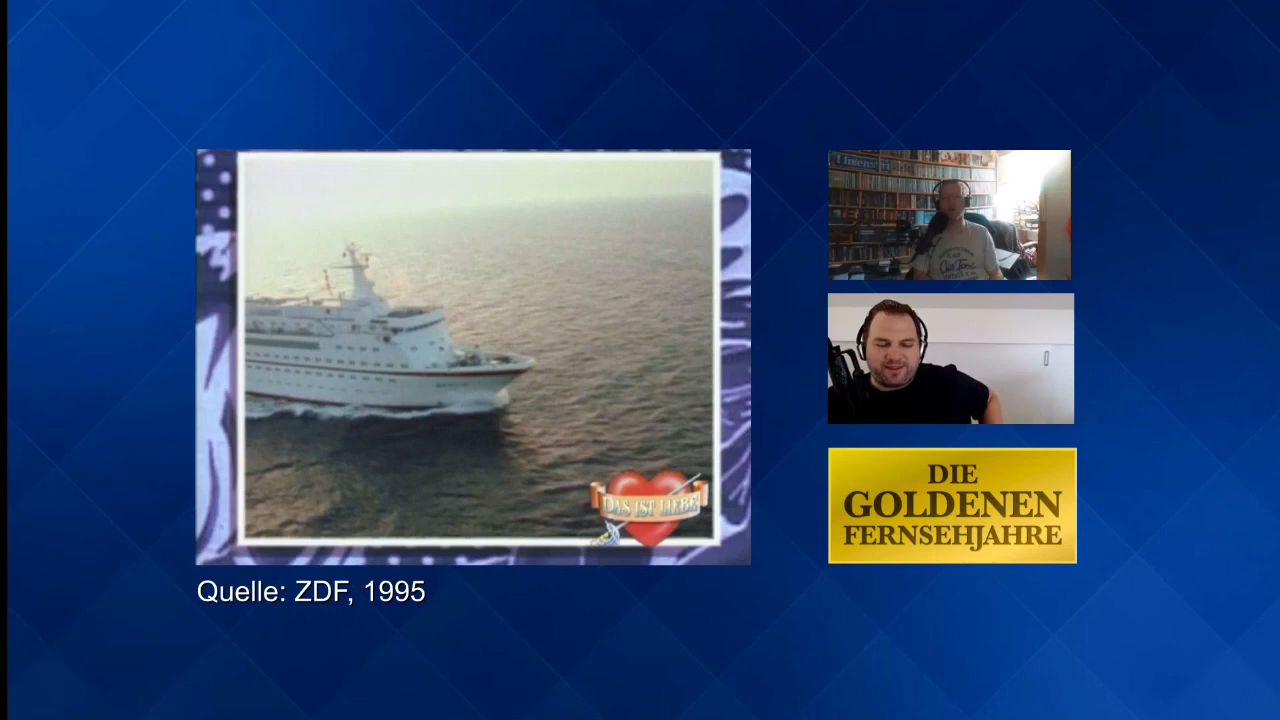 DAS IST LIEBE
Quelle: ZDF, 1995
DIE
GOLDENEN
FERNSEHJAHRE